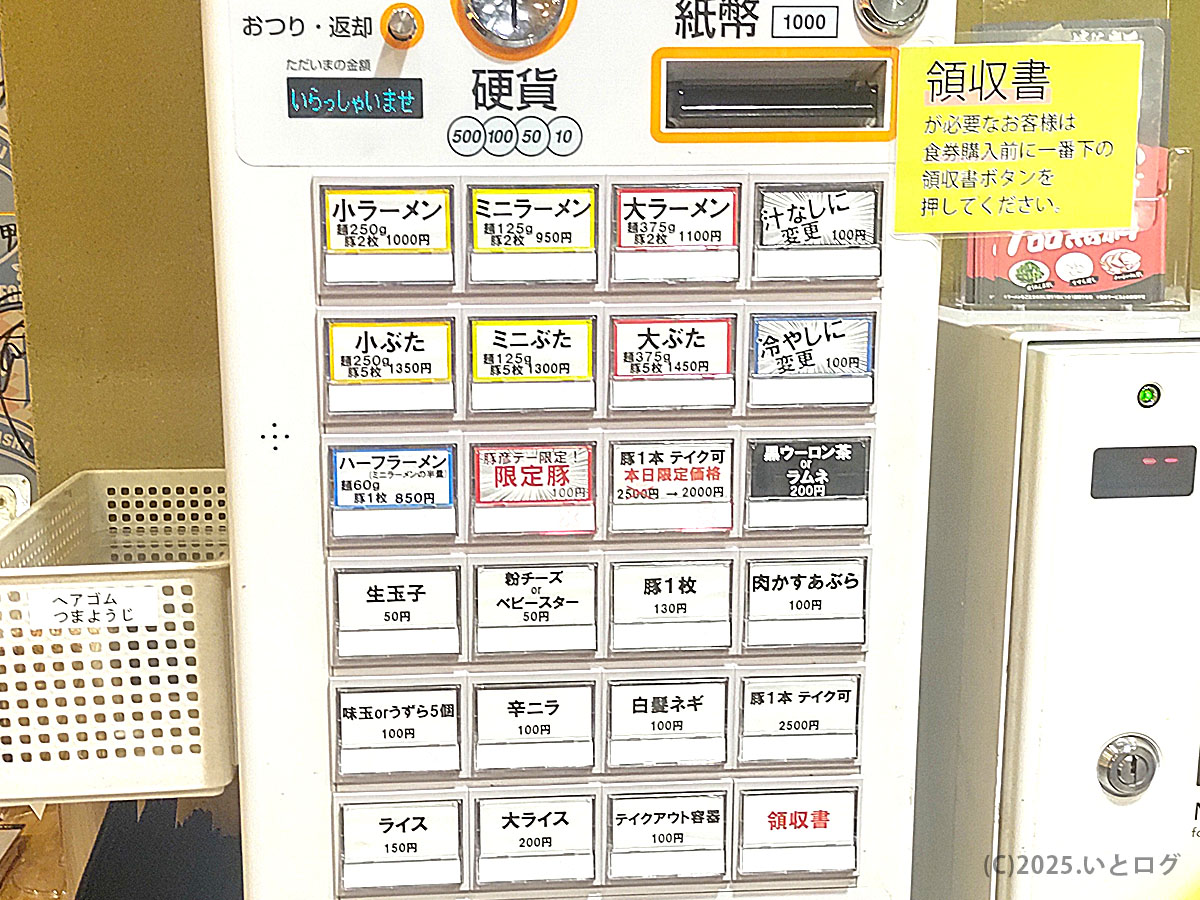 おつり・返却
紙幣
1000
ただいまの金額
いらっしゃいませ
硬貨
500 100 50 10
領収書
が必要なお客様は
食券購入前に一番下の
領収書ボタンを
押してください。
小ラーメン
麺250g
豚2枚 1000円
ミニラーメン
麺125g
豚2枚 950円
大ラーメン
麺375g
豚2枚 1100円
汁なしに
変更 100円
小ぶた
麺250g
豚5枚 1350円
ミニぶた
麺125g
豚5枚 1300円
大ぶた
麺375g
豚5枚 1450円
冷やしに
変更 100円
ハーフラーメン
(ミニラーメンの半量)
麺60g
豚1枚 850円
豚彦デー限定!
限定豚
100円
豚1本 テイク可
本日限定価格
2500円 → 2000円
黒ウーロン茶
or
ラムネ
200円
生玉子
50円
粉チーズ
or
ベビースター
50円
豚1枚
130円
肉かすあぶら
100円
味玉orうずら5個
100円
辛ニラ
100円
白髪ネギ
100円
豚1本 テイク可
2500円
ライス
150円
大ライス
200円
テイクアウト容器
100円
領収書
ヘアゴム
つまようじ
(C)2025.いとログ